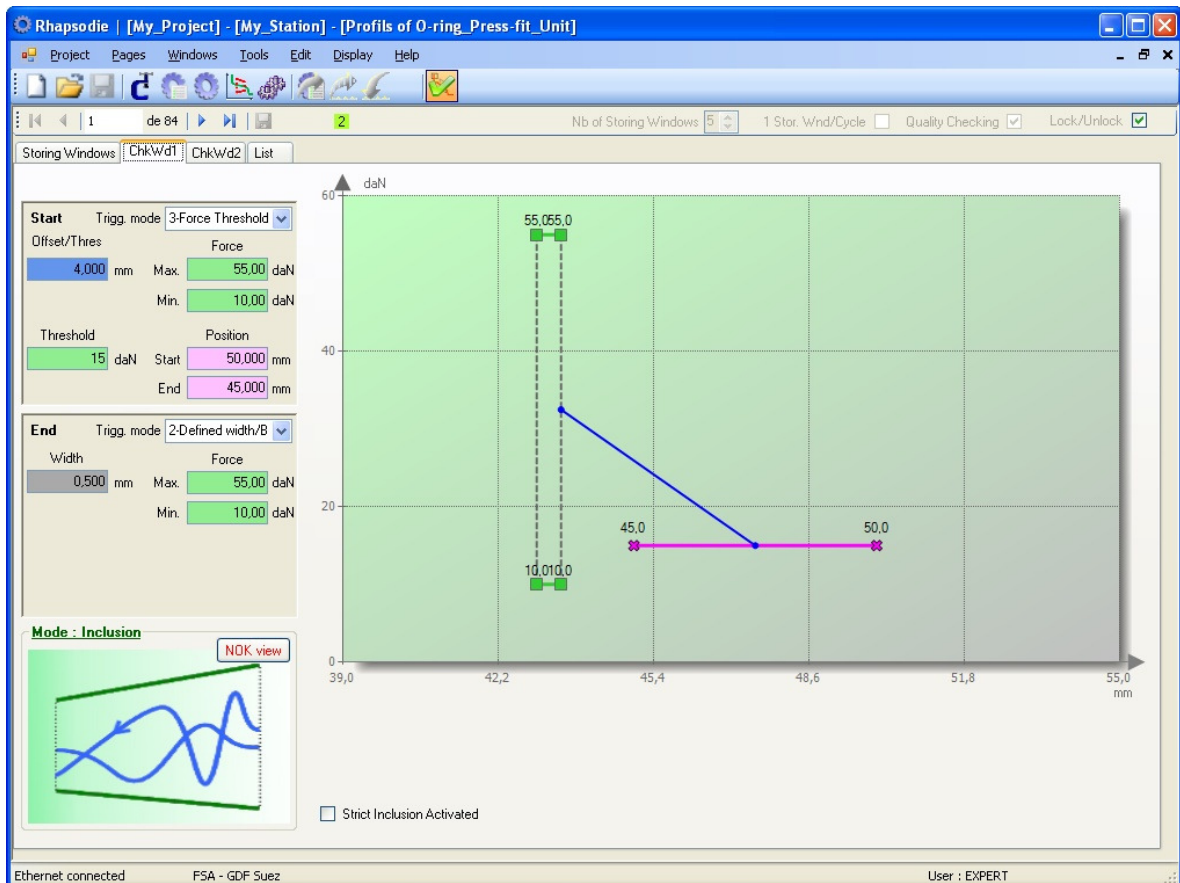 Rhapsodie | [My_Project] - [My_Station] - [Profils of O-ring_Press-fit_Unit]
Project Pages Windows Tools Edit Display Help
1 de 84 2 Nb of Storing Windows 5 1 Stor. Wnd/Cycle Quality Checking Lock/Unlock
Storing Windows ChkWd1 ChkWd2 List
Start Trigg. mode 3-Force Threshold
Offset/Thres Force
4,000 mm Max. 55,00 daN
Min. 10,00 daN
Threshold Position
15 daN Start 50,000 mm
End 45,000 mm
End Trigg. mode 2-Defined width/B
Width Force
0,500 mm Max. 55,00 daN
Min. 10,00 daN
Mode : Inclusion
NOK view
daN
60
55,055,0
40
20
45,0 50,0
10,010,0
0
39,0 42,2 45,4 48,6 51,8 55,0
mm
Strict Inclusion Activated
Ethernet connected FSA - GDF Suez User : EXPERT